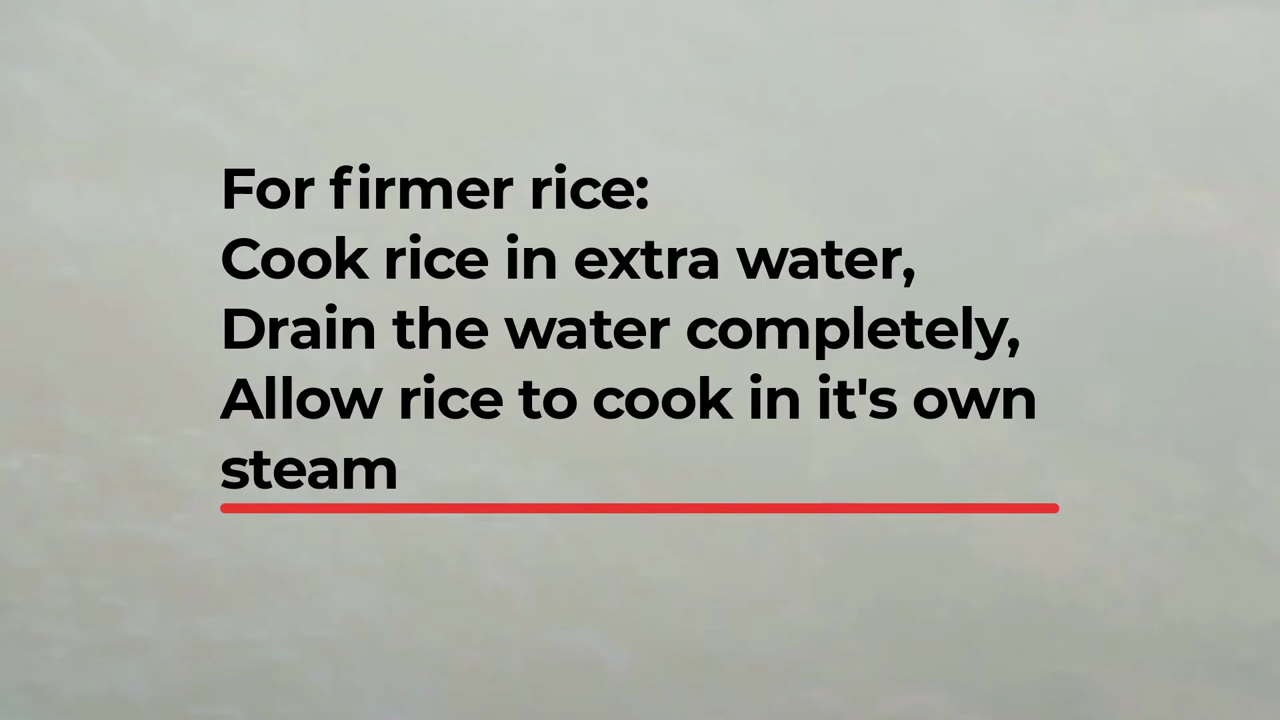 For firmer rice:
Cook rice in extra water,
Drain the water completely,
Allow rice to cook in it's own
steam